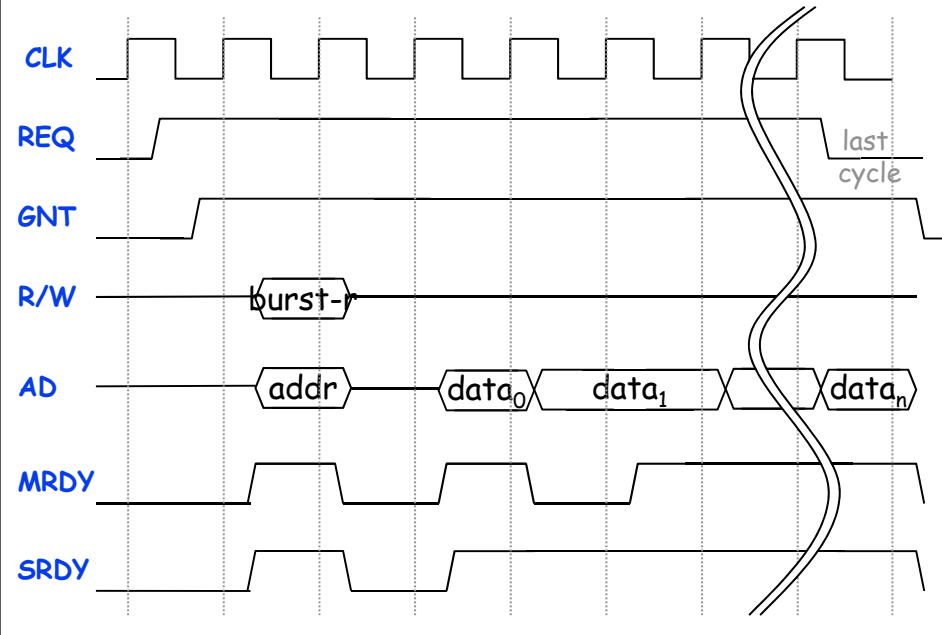 CLK
REQ
last
cycle
GNT
R/W
burst-r
AD
addr
data0
data1
datan
MRDY
SRDY